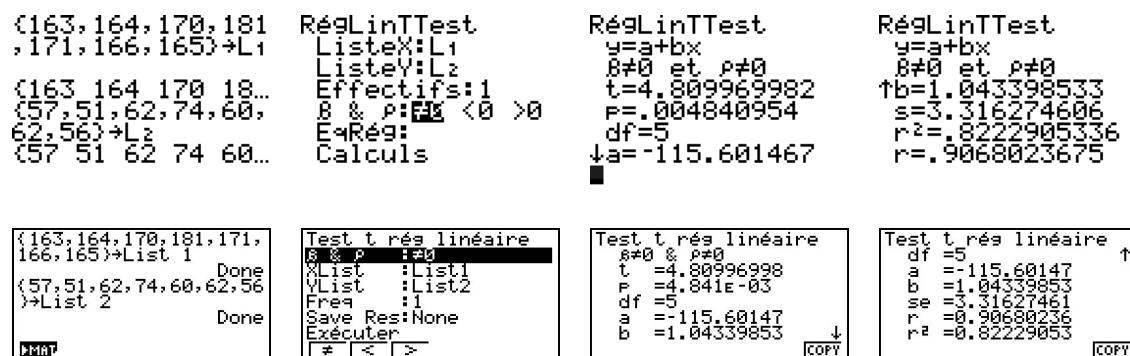 {163,164,170,181
,171,166,165}→L₁
{163 164 170 18…
{57,51,62,74,60,
62,56}→L₂
{57 51 62 74 60…
RégLinTTest
ListeX:L₁
ListeY:L₂
Effectifs:1
β & ρ:≠0 <0 >0
EqRég:
Calculs
RégLinTTest
y=a+bx
β≠0 et ρ≠0
t=4.809969982
p=.004840954
df=5
↓a=-115.601467
RégLinTTest
y=a+bx
β≠0 et ρ≠0
↑b=1.043398533
s=3.316274606
r²=.8222905336
r=.9068023675
{163,164,170,181,171,
166,165}→List 1
Done
{57,51,62,74,60,62,56
}→List 2
Done
▶MAT
Test t rég linéaire
β & ρ :≠0
XList :List1
YList :List2
Freq :1
Save Res:None
Exécuter
≠ < >
Test t rég linéaire
β≠0 & ρ≠0
t =4.80996998
p =4.841E-03
df =5
a =-115.60147
b =1.04339853 ↓
COPY
Test t rég linéaire
df =5 ↑
a =-115.60147
b =1.04339853
se =3.31627461
r =0.90680236
r² =0.82229053
COPY